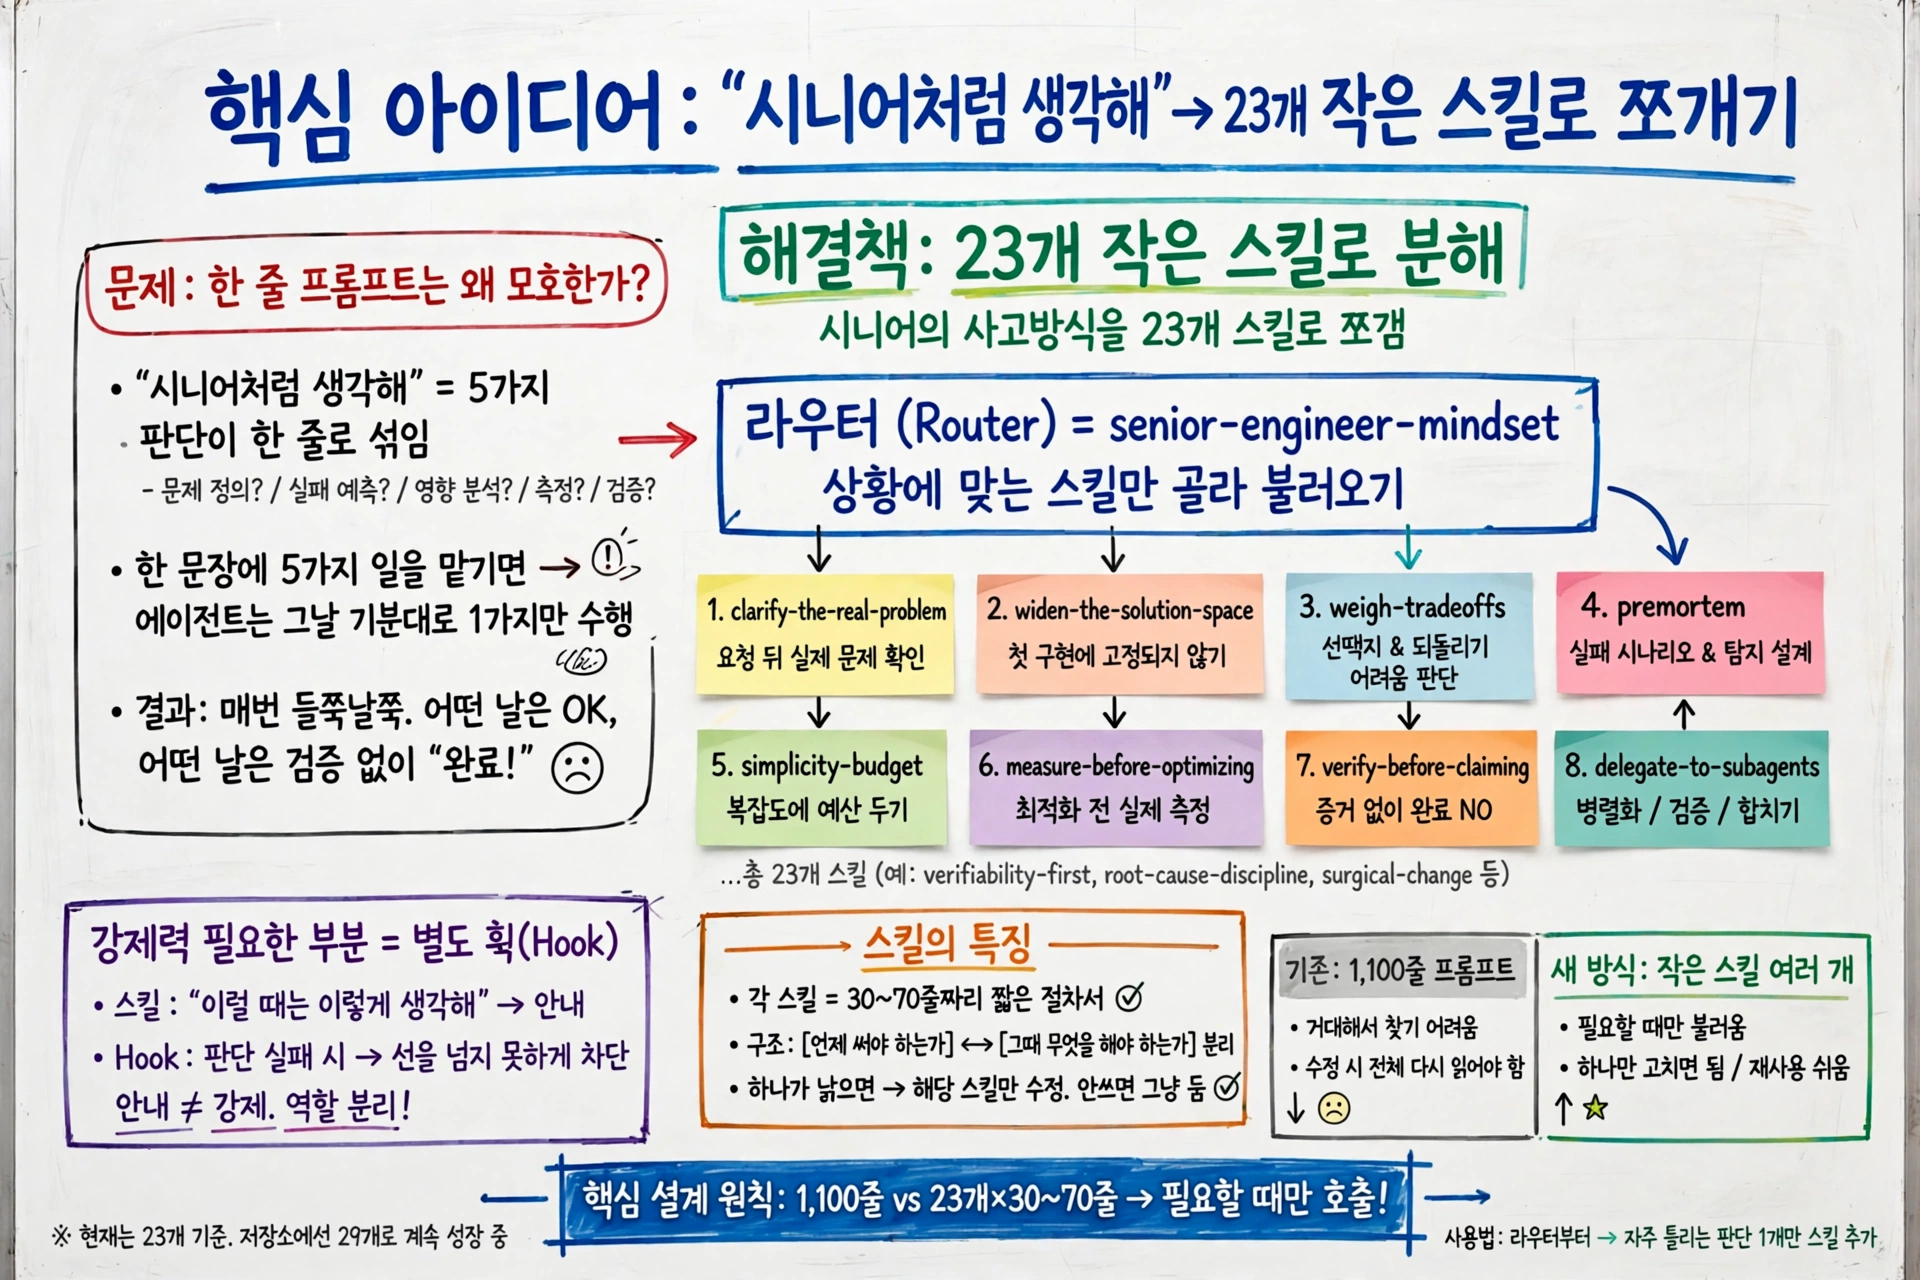 핵심 아이디어 : “시니어처럼 생각해” → 23개 작은 스킬로 쪼개기
문제 : 한 줄 프롬프트는 왜 모호한가?
• “시니어처럼 생각해” = 5가지
판단이 한 줄로 섞임
- 문제 정의? / 실패 예측? / 영향 분석? / 측정? / 검증?
• 한 문장에 5가지 일을 맡기면 →
에이전트는 그날 기분대로 1가지만 수행
• 결과 : 매번 들쭉날쭉. 어떤 날은 OK,
어떤 날은 검증 없이 “완료!”
해결책 : 23개 작은 스킬로 분해
시니어의 사고방식을 23개 스킬로 쪼갬
라우터 (Router) = senior-engineer-mindset
상황에 맞는 스킬만 골라 불러오기
1. clarify-the-real-problem
요청 뒤 실제 문제 확인
2. widen-the-solution-space
첫 구현에 고정되지 않기
3. weigh-tradeoffs
선땍지 & 되돌리기
어려움 판단
4. premortem
실패 시나리오 & 탐지 설계
5. simplicity-budget
복잡도에 예산 두기
6. measure-before-optimizing
최적화 전 실제 측정
7. verify-before-claiming
증거 없이 완료 NO
8. delegate-to-subagents
병렬화 / 검증 / 합치기
...총 23개 스킬 (예: verifiability-first, root-cause-discipline, surgical-change 등)
강제력 필요한 부분 = 별도 훅(Hook)
• 스킬 : “이럴 때는 이렇게 생각해” → 안내
• Hook : 판단 실패 시 → 선을 넘지 못하게 차단
안내 ≠ 강제. 역할 분리!
스킬의 특징
• 각 스킬 = 30~70줄짜리 짧은 절차서
• 구조 : [언제 써야 하는가] ↔ [그때 무엇을 해야 하는가] 분리
• 하나가 낡으면 → 해당 스킬만 수정. 안쓰면 그냥 둠
기존 : 1,100줄 프롬프트
• 거대해서 찾기 어려움
• 수정 시 전체 다시 읽어야 함
새 방식 : 작은 스킬 여러 개
• 필요할 때만 불러옴
• 하나만 고치면 됨 / 재사용 쉬움
핵심 설계 원칙 : 1,100줄 vs 23개×30~70줄 → 필요할 때만 호출!
※ 현재는 23개 기준. 저장소에선 29개로 계속 성장 중
사용법 : 라우터부터 → 자주 틀리는 판단 1개만 스킬 추가